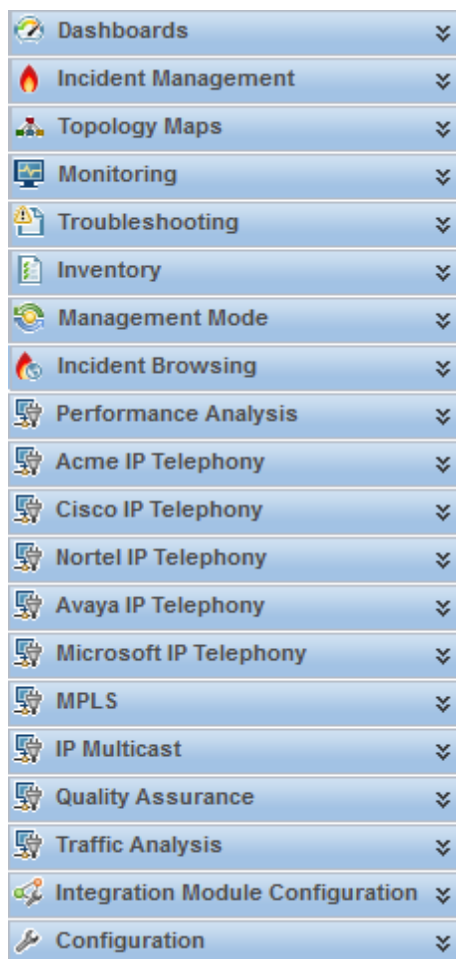 Dashboards
Incident Management
Topology Maps
Monitoring
Troubleshooting
Inventory
Management Mode
Incident Browsing
Performance Analysis
Acme IP Telephony
Cisco IP Telephony
Nortel IP Telephony
Avaya IP Telephony
Microsoft IP Telephony
MPLS
IP Multicast
Quality Assurance
Traffic Analysis
Integration Module Configuration
Configuration